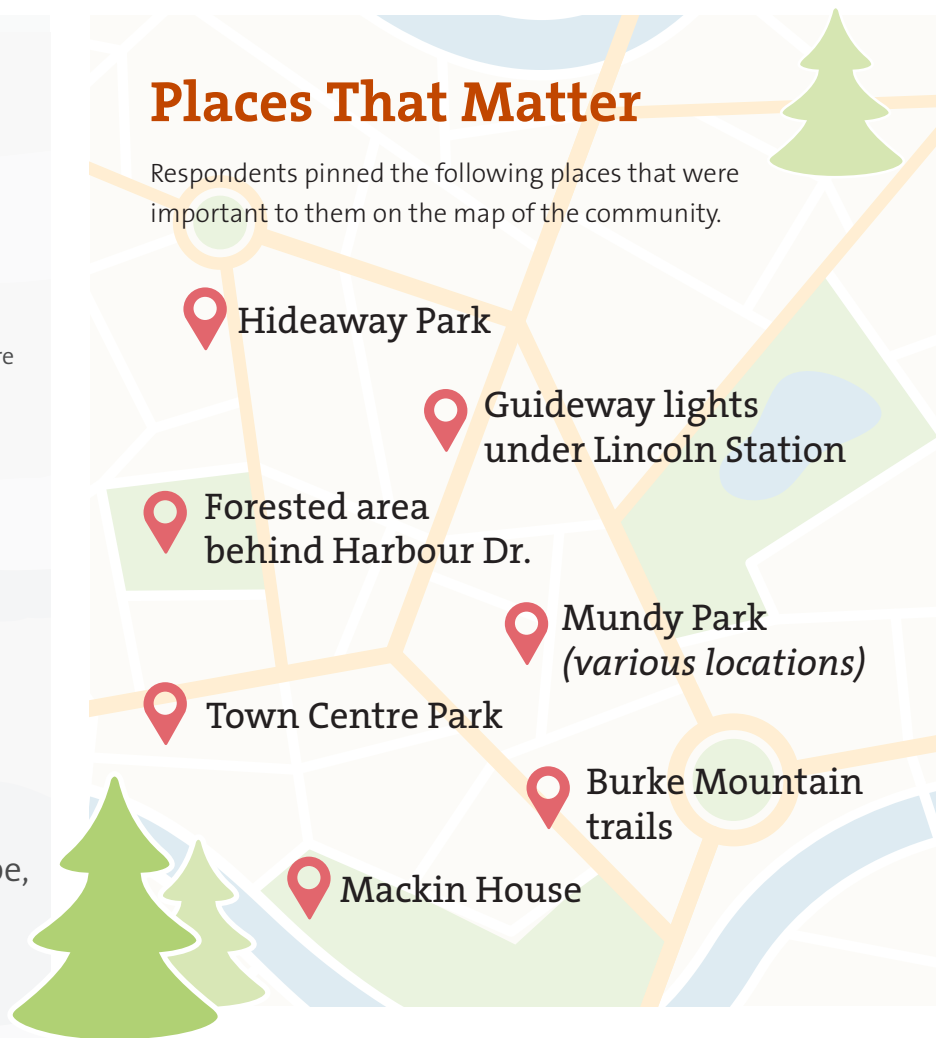 Places That Matter
Respondents pinned the following places that were
important to them on the map of the community.
Hideaway Park
Guideway lights
under Lincoln Station
Forested area
behind Harbour Dr.
Mundy Park
(various locations)
Town Centre Park
Burke Mountain
trails
Mackin House